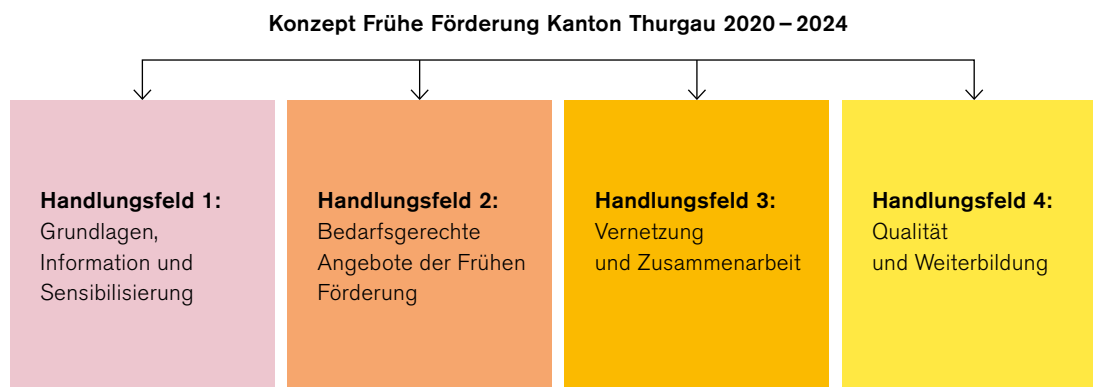 Konzept Frühe Förderung Kanton Thurgau 2020 – 2024
Handlungsfeld 1:
Grundlagen,
Information und
Sensibilisierung
Handlungsfeld 2:
Bedarfsgerechte
Angebote der Frühen
Förderung
Handlungsfeld 3:
Vernetzung
und Zusammenarbeit
Handlungsfeld 4:
Qualität
und Weiterbildung